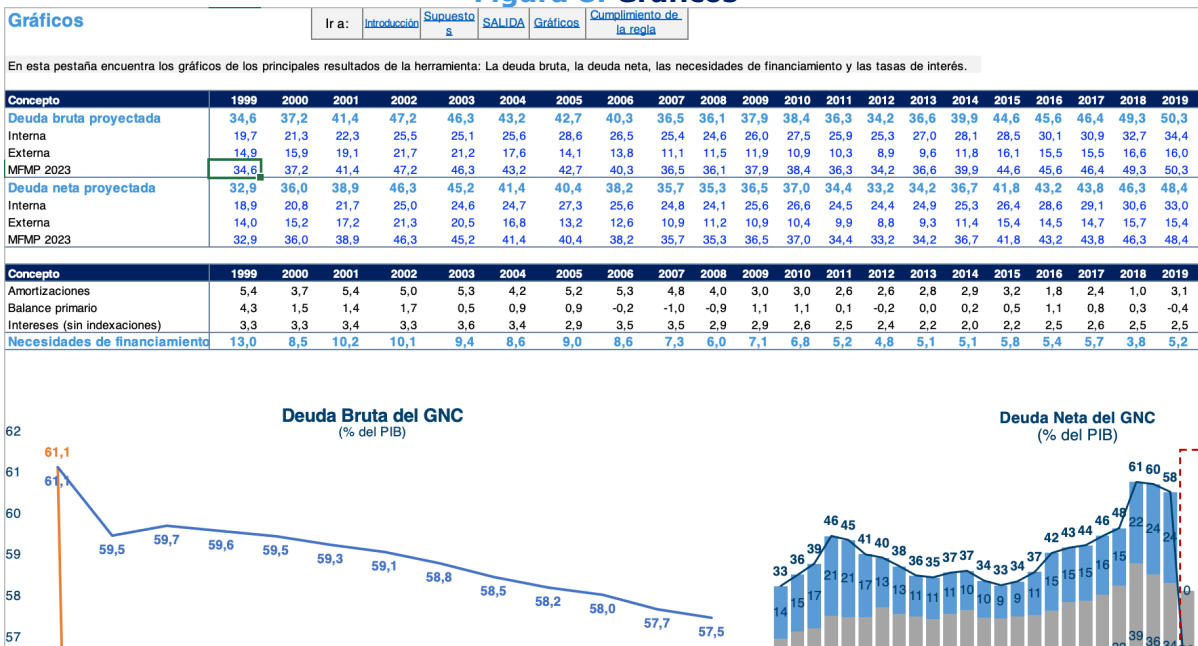 Gráficos
Ir a: Introducción Supuestos SALIDA Gráficos Cumplimiento de la regla
En esta pestaña encuentra los gráficos de los principales resultados de la herramienta: La deuda bruta, la deuda neta, las necesidades de financiamiento y las tasas de interés.
Concepto 1999 2000 2001 2002 2003 2004 2005 2006 2007 2008 2009 2010 2011 2012 2013 2014 2015 2016 2017 2018 2019
Deuda bruta proyectada 34,6 37,2 41,4 47,2 46,3 43,2 42,7 40,3 36,5 36,1 37,9 38,4 36,3 34,2 36,6 39,9 44,6 45,6 46,4 49,3 50,3
Interna 19,7 21,3 22,3 25,5 25,1 25,6 28,6 26,5 25,4 24,6 26,0 27,5 25,9 25,3 27,0 28,1 28,5 30,1 30,9 32,7 34,4
Externa 14,9 15,9 19,1 21,7 21,2 17,6 14,1 13,8 11,1 11,5 11,9 10,9 10,3 8,9 9,6 11,8 16,1 15,5 15,5 16,6 16,0
MFMP 2023 34,6 37,2 41,4 47,2 46,3 43,2 42,7 40,3 36,5 36,1 37,9 38,4 36,3 34,2 36,6 39,9 44,6 45,6 46,4 49,3 50,3
Deuda neta proyectada 32,9 36,0 38,9 46,3 45,2 41,4 40,4 38,2 35,7 35,3 36,5 37,0 34,4 33,2 34,2 36,7 41,8 43,2 43,8 46,3 48,4
Interna 18,9 20,8 21,7 25,0 24,6 24,7 27,3 25,6 24,8 24,1 25,6 26,6 24,5 24,4 24,9 25,3 26,4 28,6 29,1 30,6 33,0
Externa 14,0 15,2 17,2 21,3 20,5 16,8 13,2 12,6 10,9 11,2 10,9 10,4 9,9 8,8 9,3 11,4 15,4 14,5 14,7 15,7 15,4
MFMP 2023 32,9 36,0 38,9 46,3 45,2 41,4 40,4 38,2 35,7 35,3 36,5 37,0 34,4 33,2 34,2 36,7 41,8 43,2 43,8 46,3 48,4
Concepto 1999 2000 2001 2002 2003 2004 2005 2006 2007 2008 2009 2010 2011 2012 2013 2014 2015 2016 2017 2018 2019
Amortizaciones 5,4 3,7 5,4 5,0 5,3 4,2 5,2 5,3 4,8 4,0 3,0 3,0 2,6 2,6 2,8 2,9 3,2 1,8 2,4 1,0 3,1
Balance primario 4,3 1,5 1,4 1,7 0,5 0,9 0,9 -0,2 -1,0 -0,9 1,1 1,1 0,1 -0,2 0,0 0,2 0,5 1,1 0,8 0,3 -0,4
Intereses (sin indexaciones) 3,3 3,3 3,4 3,3 3,6 3,4 2,9 3,5 3,5 2,9 2,9 2,6 2,5 2,4 2,2 2,0 2,2 2,5 2,6 2,5 2,5
Necesidades de financiamiento 13,0 8,5 10,2 10,1 9,4 8,6 9,0 8,6 7,3 6,0 7,1 6,8 5,2 4,8 5,1 5,1 5,8 5,4 5,7 3,8 5,2
Deuda Bruta del GNC
(% del PIB)
62
61
60
59
58
57
61,1
61,1
59,5
59,7
59,6
59,5
59,3
59,1
58,8
58,5
58,2
58,0
57,7
57,5
Deuda Neta del GNC
(% del PIB)
33 36 39 46 45 41 40 38 36 35 37 37 34 33 34 37 42 43 44 46 48 61 60 58
14 15 17 21 21 17 13 13 11 11 11 10 10 9 9 11 15 15 15 16 15 22 24 24
0
39 36 34